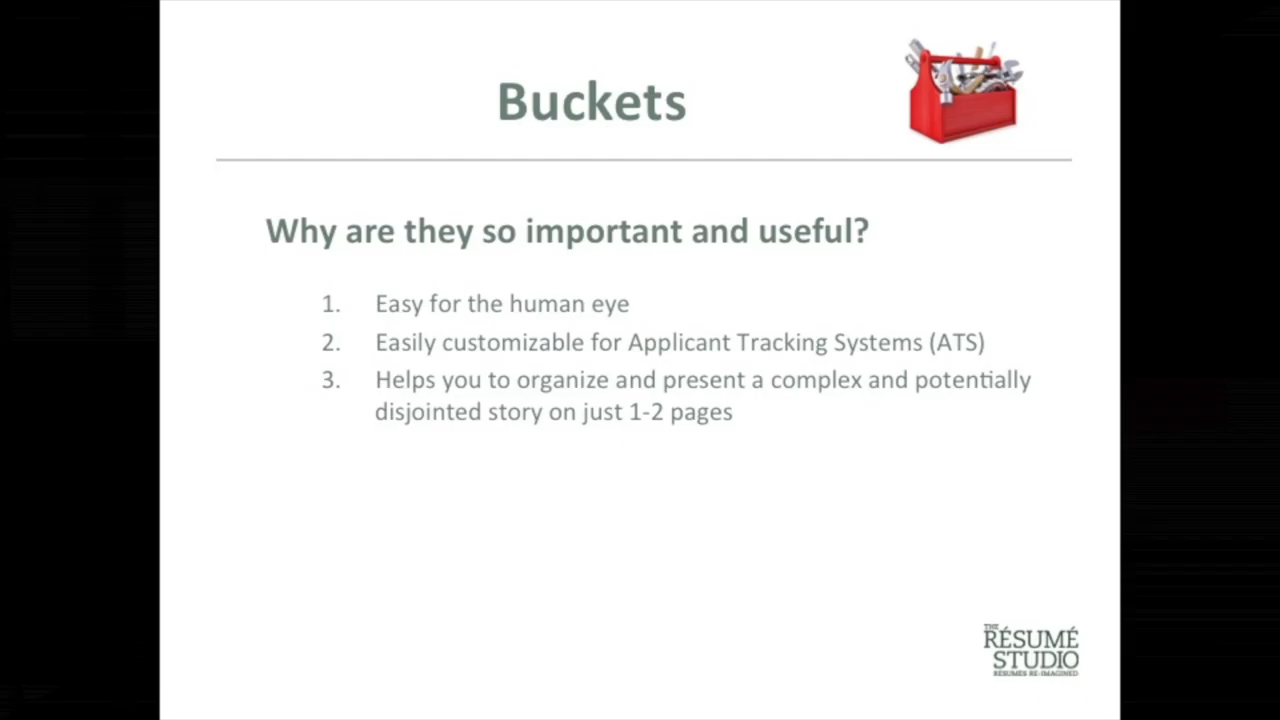 Buckets
Why are they so important and useful?
1. Easy for the human eye
2. Easily customizable for Applicant Tracking Systems (ATS)
3. Helps you to organize and present a complex and potentially
disjointed story on just 1-2 pages
THE
RÉSUMÉ
STUDIO
RÉSUMÉS RE-IMAGINED